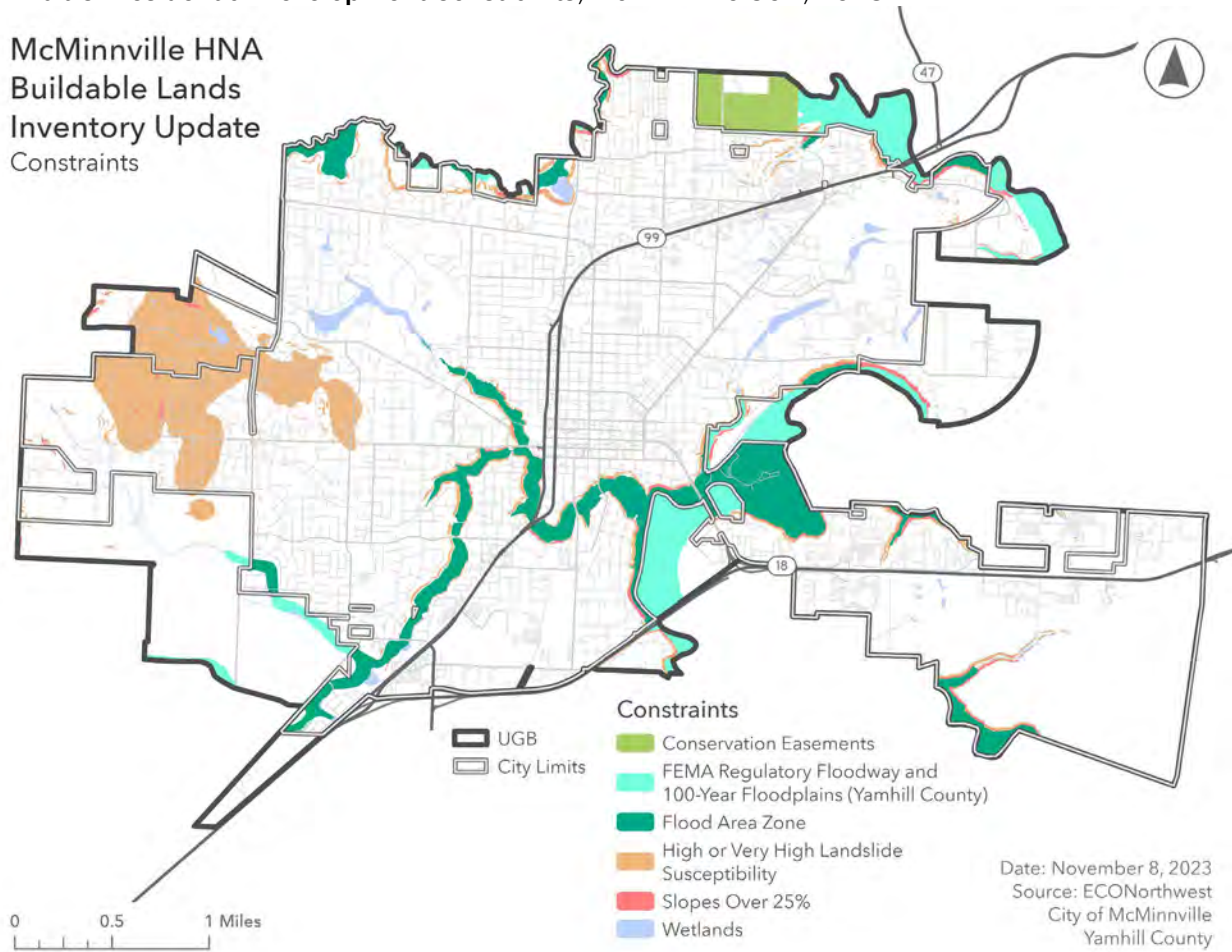 McMinnville HNA
Buildable Lands
Inventory Update
Constraints
47
99
18
UGB
City Limits
Constraints
Conservation Easements
FEMA Regulatory Floodway and
100-Year Floodplains (Yamhill County)
Flood Area Zone
High or Very High Landslide
Susceptibility
Slopes Over 25%
Wetlands
0 0.5 1 Miles
Date: November 8, 2023
Source: ECONorthwest
City of McMinnville
Yamhill County